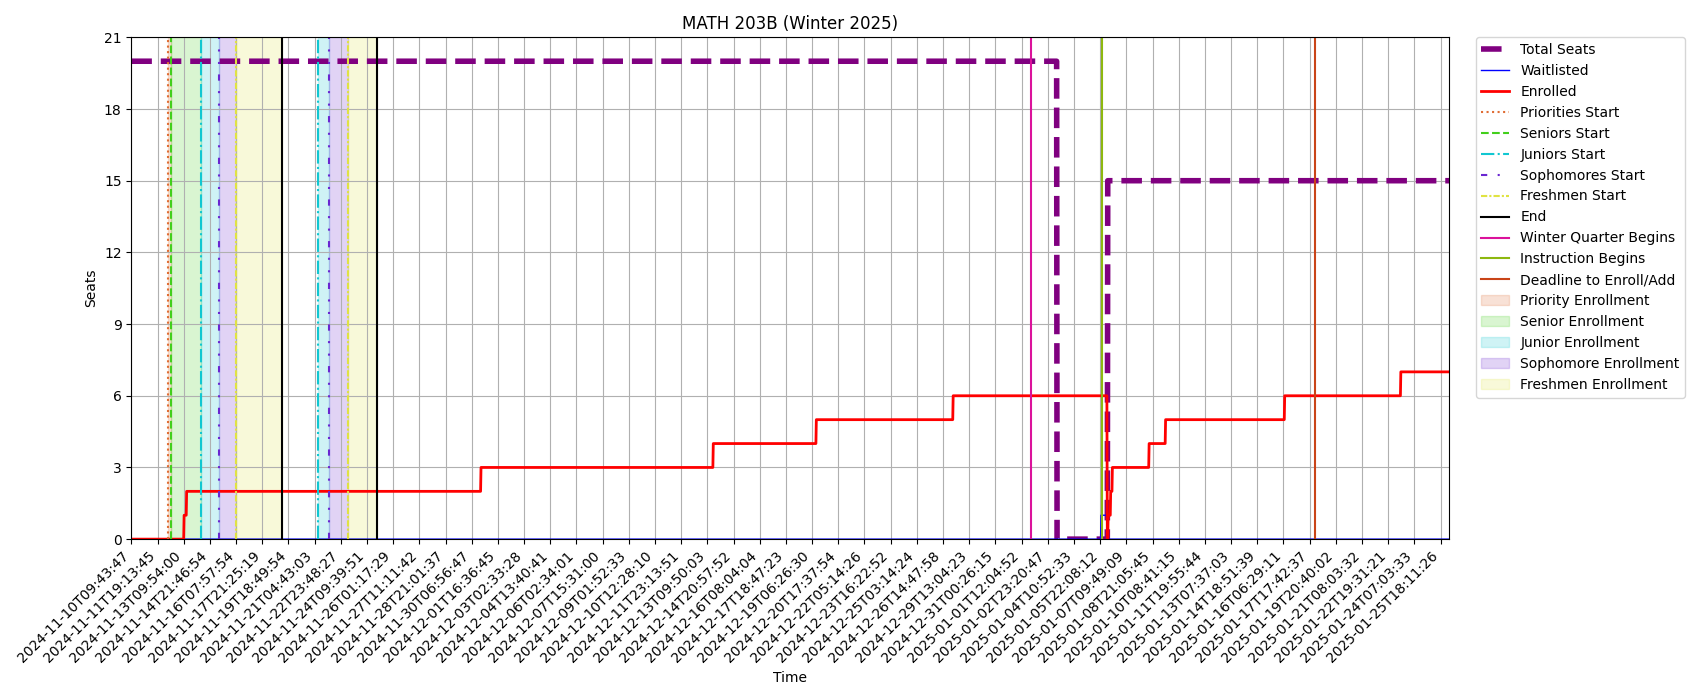 MATH 203B (Winter 2025)
21
18
15
12
9
6
3
0
Seats
2024-11-10T09:43:47
2024-11-11T19:13:45
2024-11-13T09:54:00
2024-11-14T21:46:54
2024-11-16T07:57:54
2024-11-17T21:25:19
2024-11-19T18:49:54
2024-11-21T04:43:03
2024-11-22T23:48:27
2024-11-24T09:39:51
2024-11-26T01:17:29
2024-11-27T11:11:42
2024-11-28T21:01:37
2024-11-30T06:56:47
2024-12-01T16:36:45
2024-12-03T02:33:28
2024-12-04T13:40:41
2024-12-06T02:34:01
2024-12-07T15:31:00
2024-12-09T01:52:33
2024-12-10T12:28:10
2024-12-11T23:13:51
2024-12-13T09:50:03
2024-12-14T20:57:52
2024-12-16T08:04:04
2024-12-17T18:47:23
2024-12-19T06:26:30
2024-12-20T17:37:54
2024-12-22T05:14:26
2024-12-23T16:22:52
2024-12-25T03:14:24
2024-12-26T14:47:58
2024-12-29T13:04:23
2024-12-31T00:26:15
2025-01-01T12:04:52
2025-01-02T23:20:47
2025-01-04T10:52:33
2025-01-05T22:08:12
2025-01-07T09:49:09
2025-01-08T21:05:45
2025-01-10T08:41:15
2025-01-11T19:55:44
2025-01-13T07:37:03
2025-01-14T18:51:39
2025-01-16T06:29:11
2025-01-17T17:42:37
2025-01-19T20:40:02
2025-01-21T08:03:32
2025-01-22T19:31:21
2025-01-24T07:03:33
2025-01-25T18:11:26
Time
Total Seats
Waitlisted
Enrolled
Priorities Start
Seniors Start
Juniors Start
Sophomores Start
Freshmen Start
End
Winter Quarter Begins
Instruction Begins
Deadline to Enroll/Add
Priority Enrollment
Senior Enrollment
Junior Enrollment
Sophomore Enrollment
Freshmen Enrollment